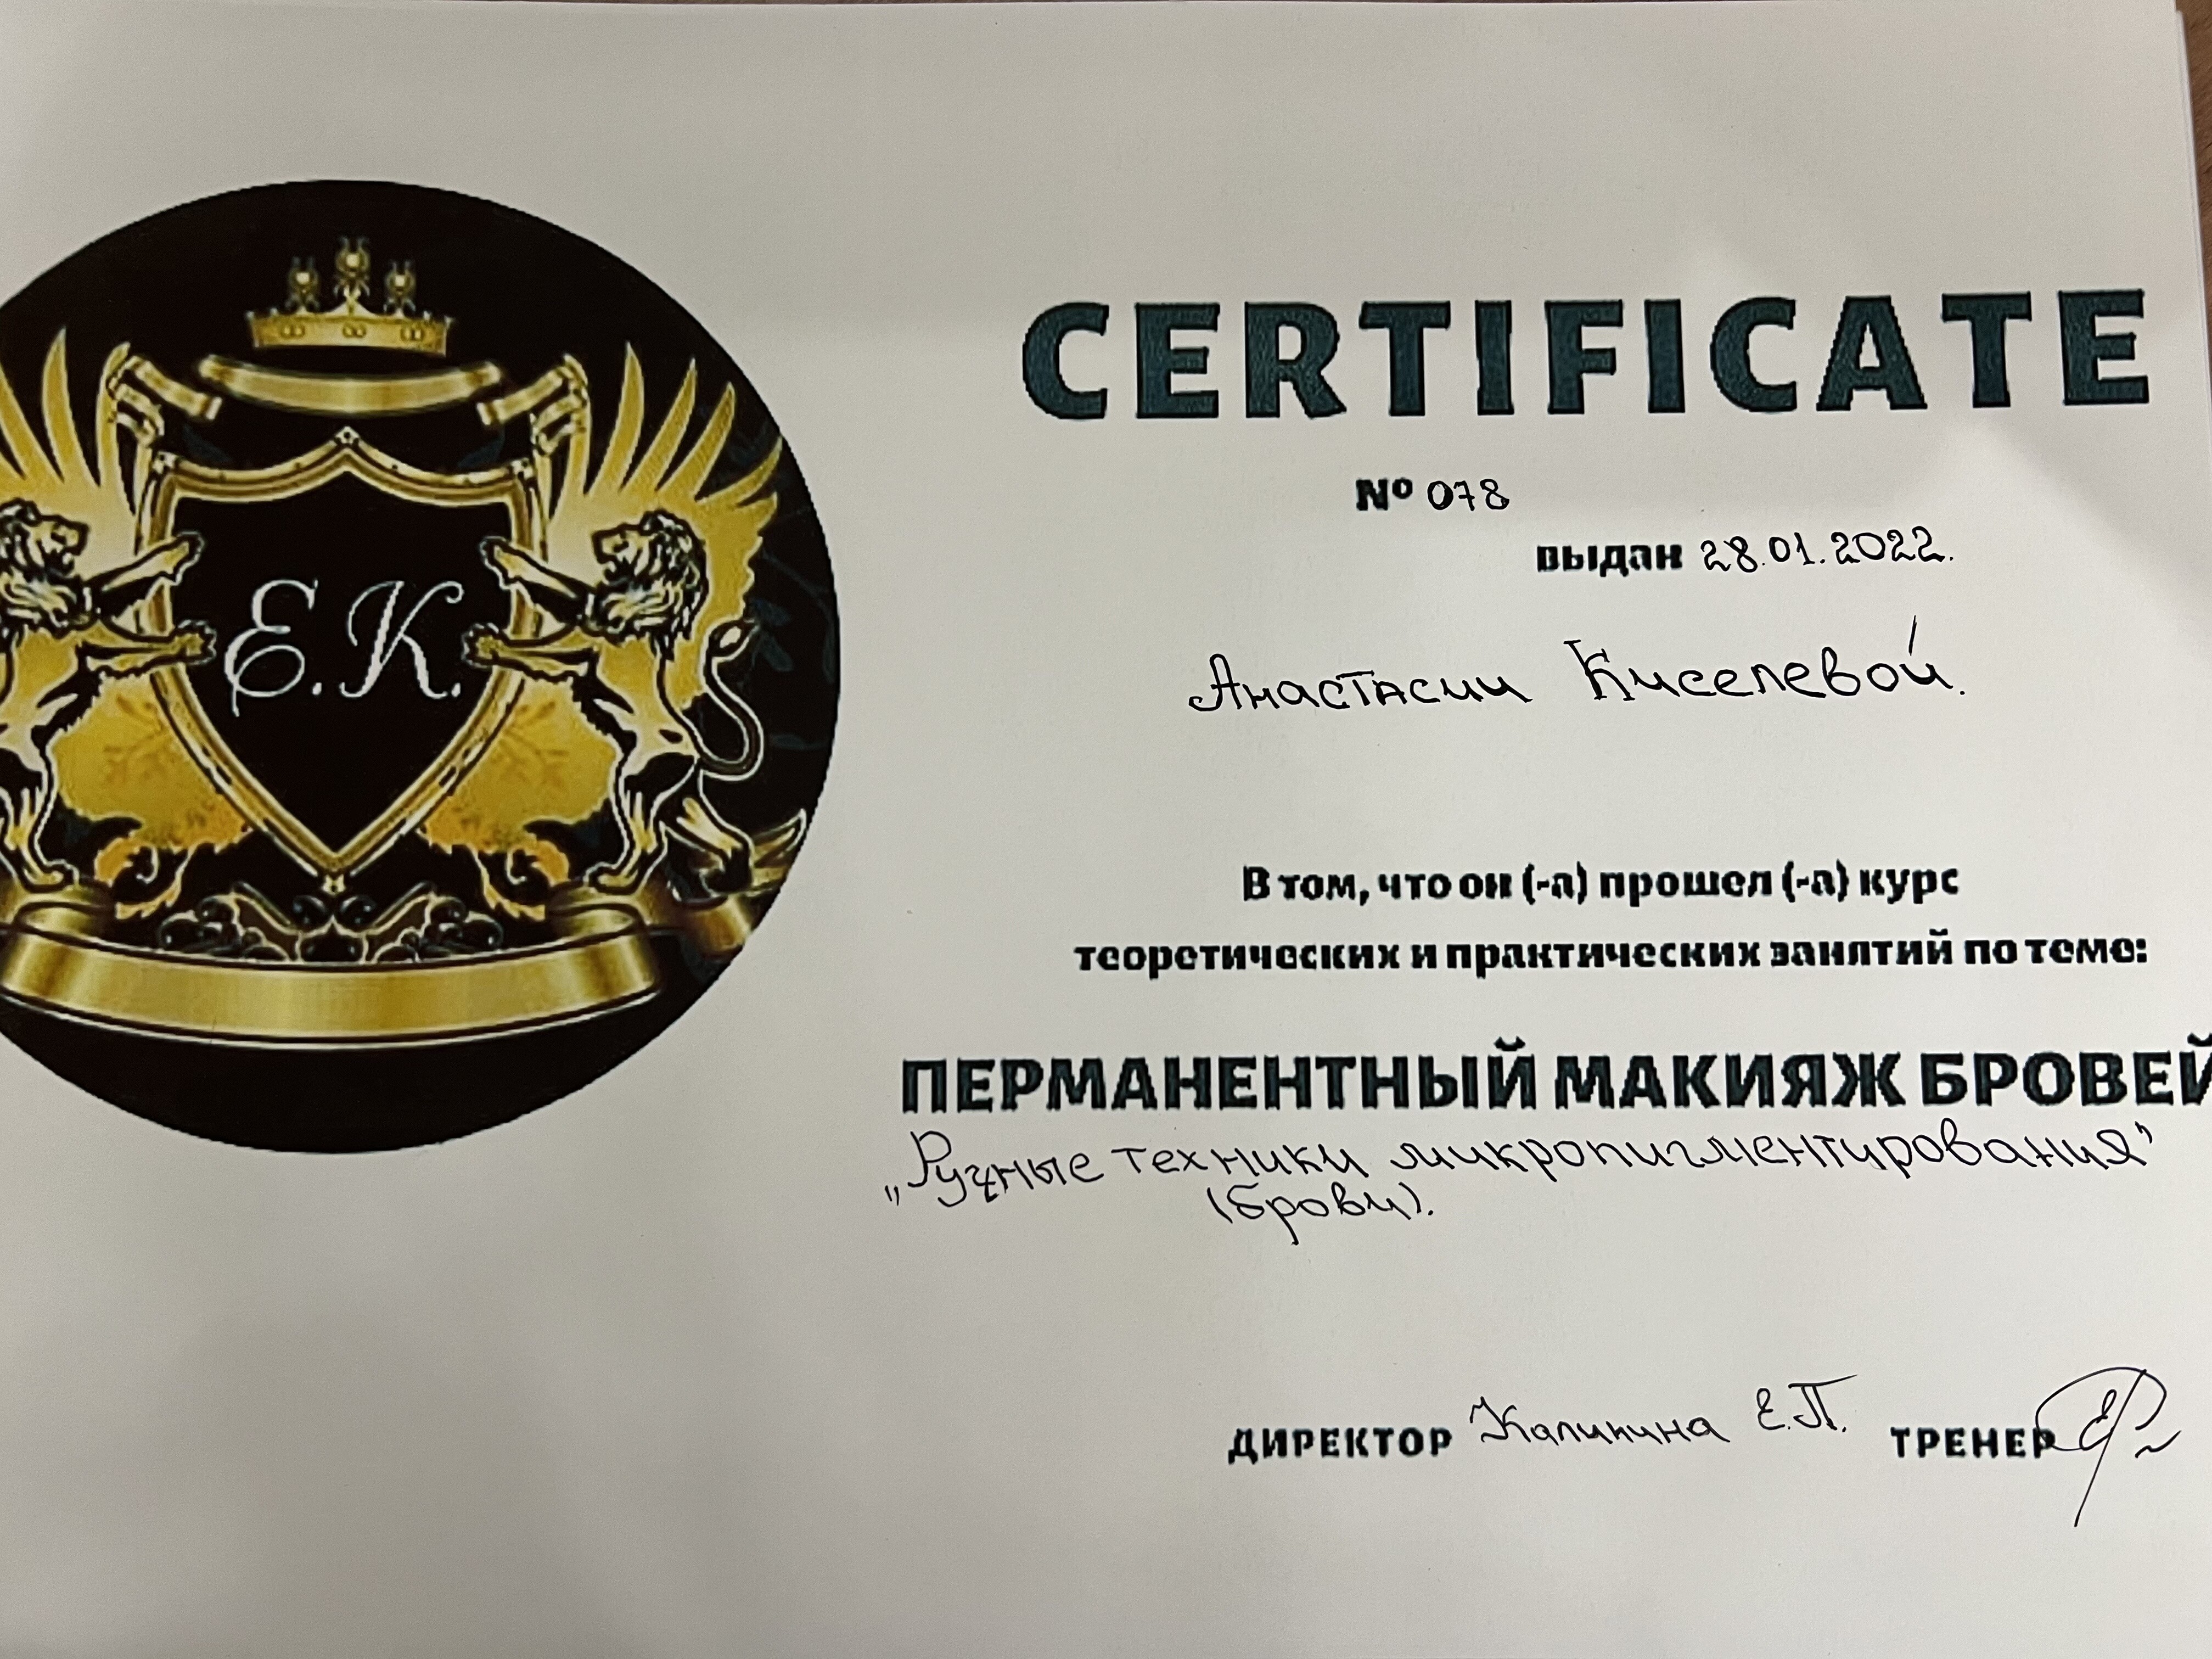 CERTIFICATE
№ 078
выдан 28.01.2022.
Е.К.
Анастасии Киселевой.
В том, что он (-а) прошел (-а) курс
теоретических и практических занятий по теме:
ПЕРМАНЕНТНЫЙ МАКИЯЖ БРОВЕЙ
„Ручные техники микропигментирования”
(брови).
ДИРЕКТОР Калинина Е.П. ТРЕНЕР